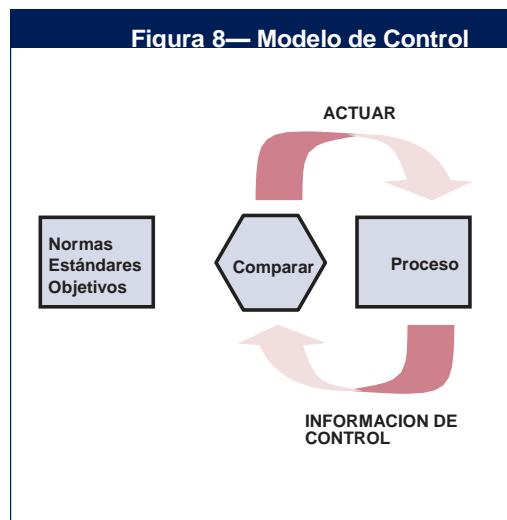 Figura 8— Modelo de Control
ACTUAR
Normas
Estándares
Objetivos
Comparar
Proceso
INFORMACION DE
CONTROL